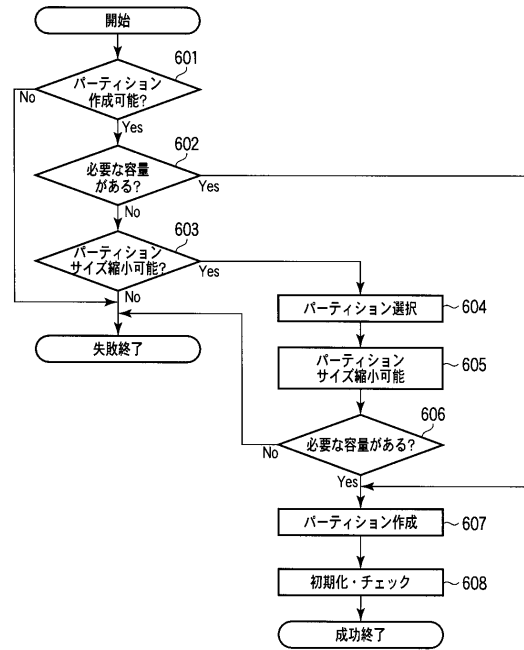 開始
601
パーティション
作成可能?
No
Yes
602
必要な容量
がある?
Yes
No
603
パーティション
サイズ縮小可能?
Yes
No
失敗終了
パーティション選択
604
パーティション
サイズ縮小可能
605
606
必要な容量がある?
No
Yes
パーティション作成
607
初期化・チェック
608
成功終了